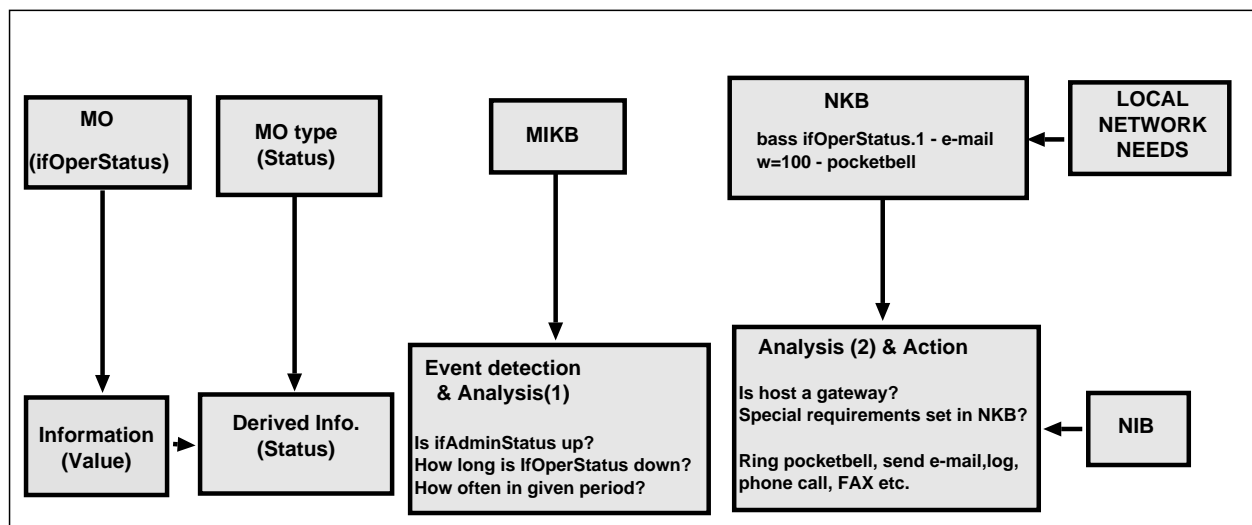 MO
(ifOperStatus)
MO type
(Status)
MIKB
NKB
bass ifOperStatus.1 - e-mail
w=100 - pocketbell
LOCAL
NETWORK
NEEDS
Information
(Value)
Derived Info.
(Status)
Event detection
& Analysis(1)
Is ifAdminStatus up?
How long is IfOperStatus down?
How often in given period?
Analysis (2) & Action
Is host a gateway?
Special requirements set in NKB?
Ring pocketbell, send e-mail,log,
phone call, FAX etc.
NIB